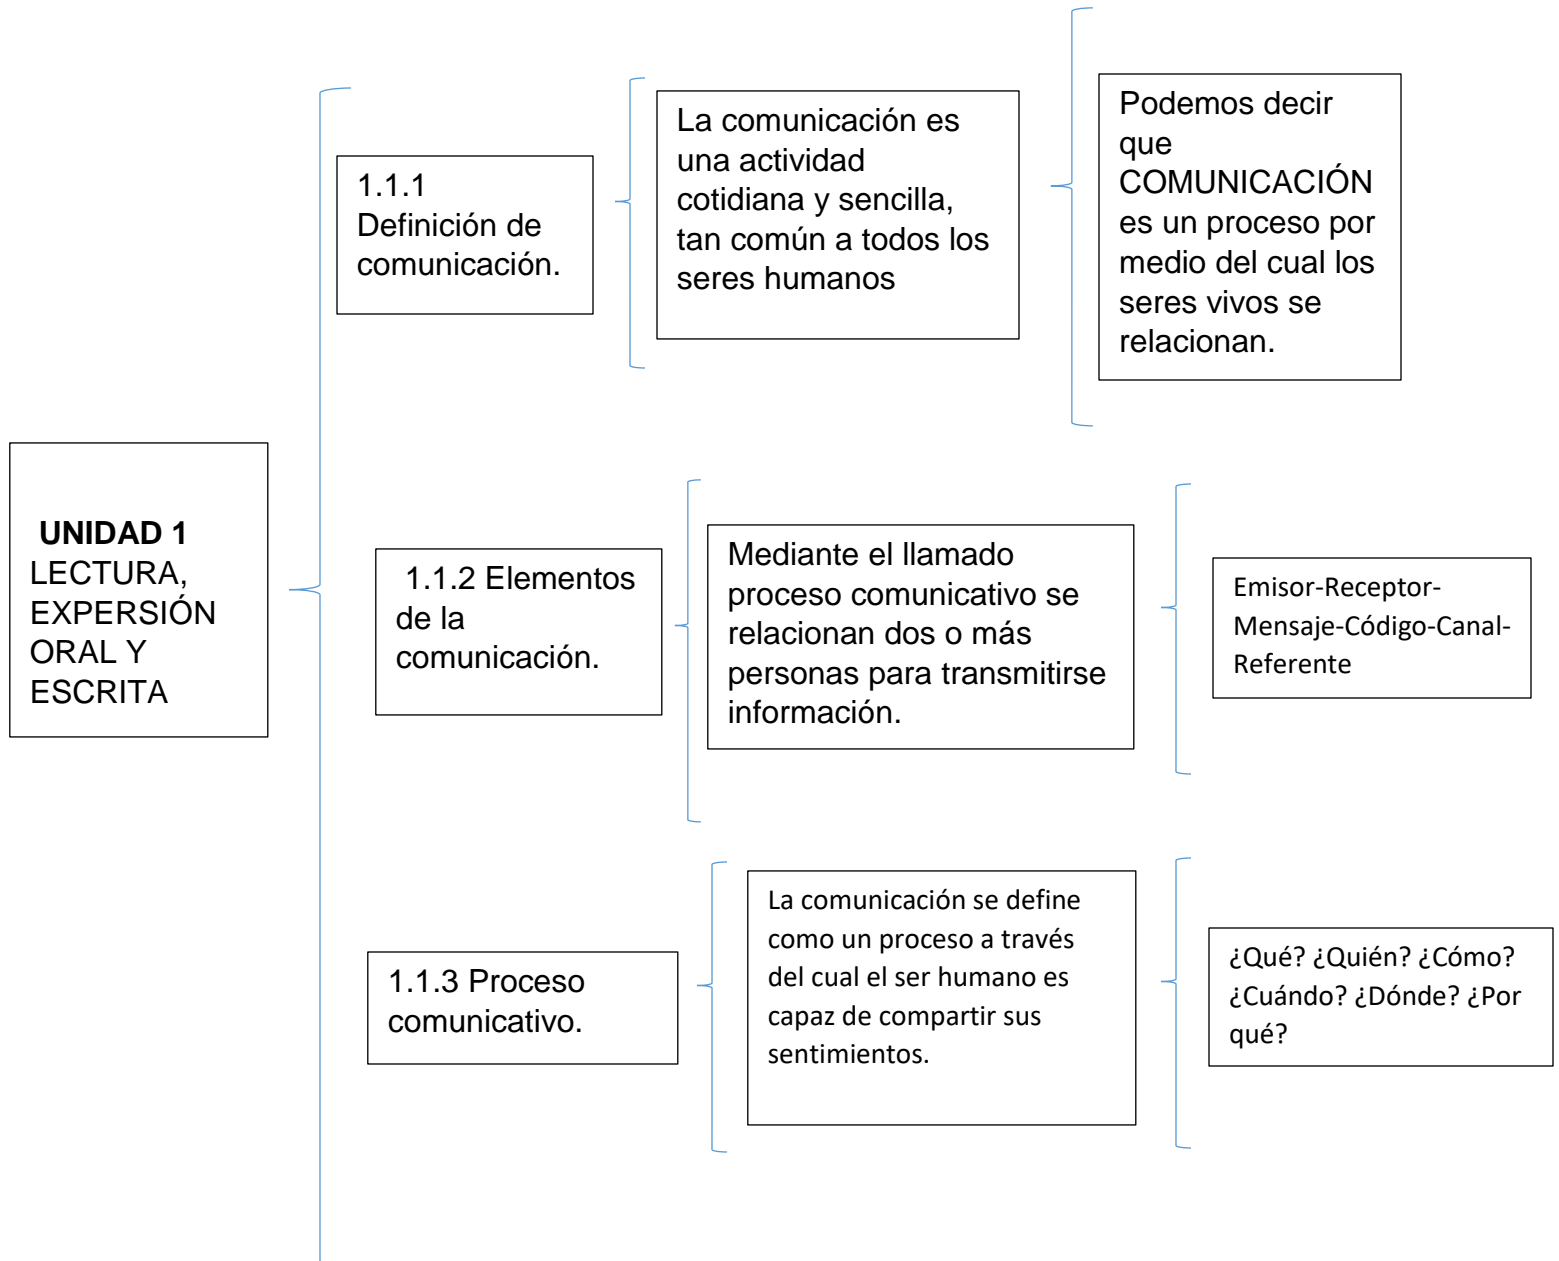 UNIDAD 1
LECTURA,
EXPERSIÓN
ORAL Y
ESCRITA
1.1.1
Definición de
comunicación.
La comunicación es
una actividad
cotidiana y sencilla,
tan común a todos los
seres humanos
Podemos decir
que
COMUNICACIÓN
es un proceso por
medio del cual los
seres vivos se
relacionan.
1.1.2 Elementos
de la
comunicación.
Mediante el llamado
proceso comunicativo se
relacionan dos o más
personas para transmitirse
información.
Emisor-Receptor-
Mensaje-Código-Canal-
Referente
1.1.3 Proceso
comunicativo.
La comunicación se define
como un proceso a través
del cual el ser humano es
capaz de compartir sus
sentimientos.
¿Qué? ¿Quién? ¿Cómo?
¿Cuándo? ¿Dónde? ¿Por
qué?